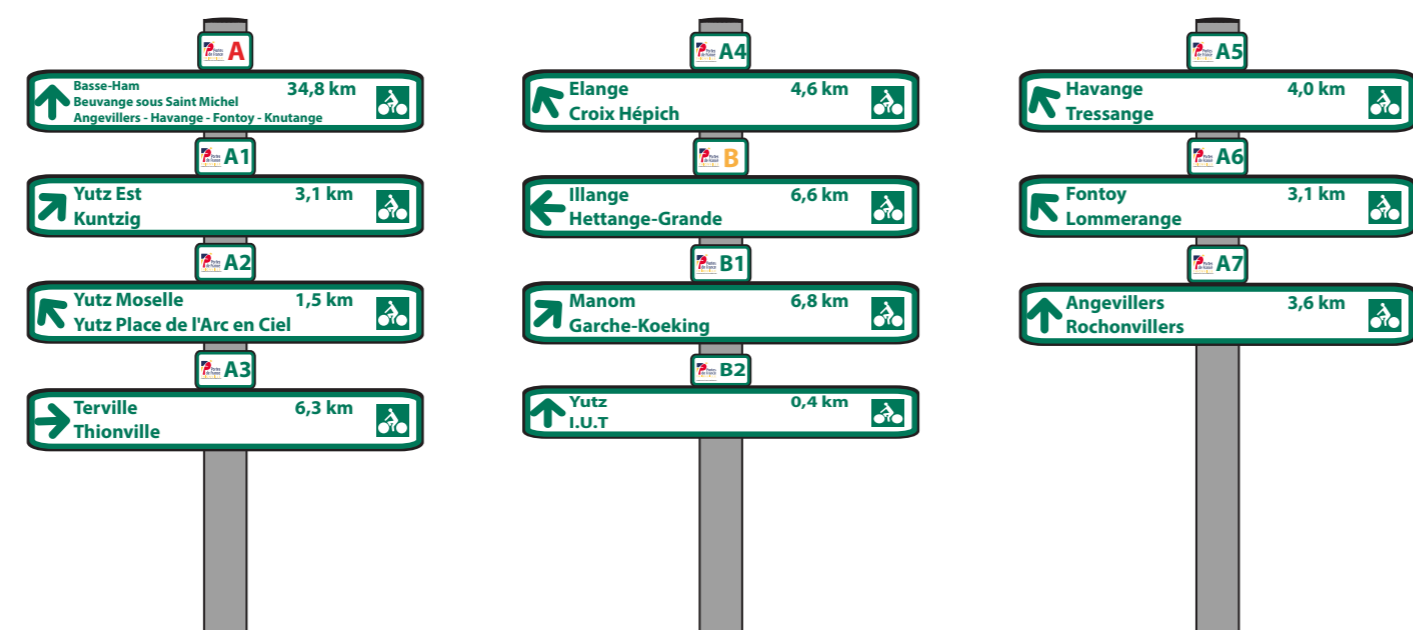 A
Basse-Ham 34,8 km
Beuvange sous Saint Michel
Angevillers - Havange - Fontoy - Knutange
A1
Yutz Est 3,1 km
Kuntzig
A2
Yutz Moselle 1,5 km
Yutz Place de l'Arc en Ciel
A3
Terville 6,3 km
Thionville
A4
Elange 4,6 km
Croix Hépich
B
Illange 6,6 km
Hettange-Grande
B1
Manom 6,8 km
Garche-Koeking
B2
Yutz 0,4 km
I.U.T
A5
Havange 4,0 km
Tressange
A6
Fontoy 3,1 km
Lommerange
A7
Angevillers 3,6 km
Rochonvillers